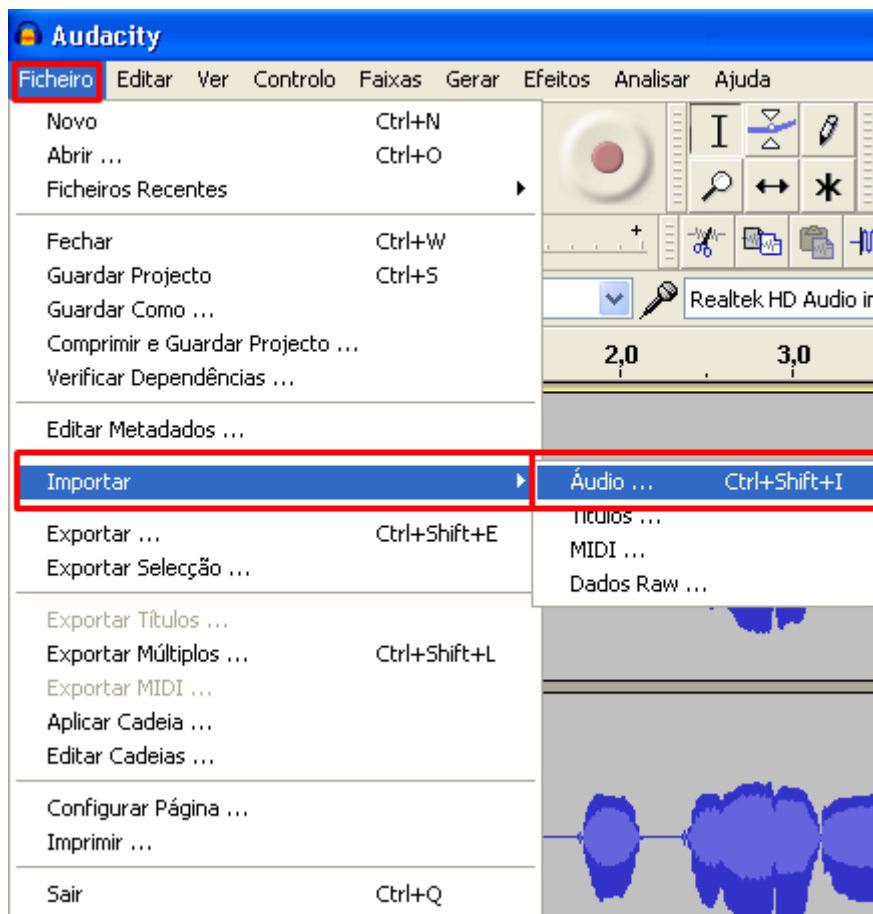 Audacity
Ficheiro Editar Ver Controlo Faixas Gerar Efeitos Analisar Ajuda
Novo Ctrl+N
Abrir ... Ctrl+O
Ficheiros Recentes
Fechar Ctrl+W
Guardar Projecto Ctrl+S
Guardar Como ...
Comprimir e Guardar Projecto ...
Verificar Dependências ...
Editar Metadados ...
Importar
Exportar ... Ctrl+Shift+E
Exportar Selecção ...
Exportar Títulos ...
Exportar Múltiplos ... Ctrl+Shift+L
Exportar MIDI ...
Aplicar Cadeia ...
Editar Cadeias ...
Configurar Página ...
Imprimir ...
Sair Ctrl+Q
Áudio ... Ctrl+Shift+I
Títulos ...
MIDI ...
Dados Raw ...
Realtek HD Audio
2,0 3,0